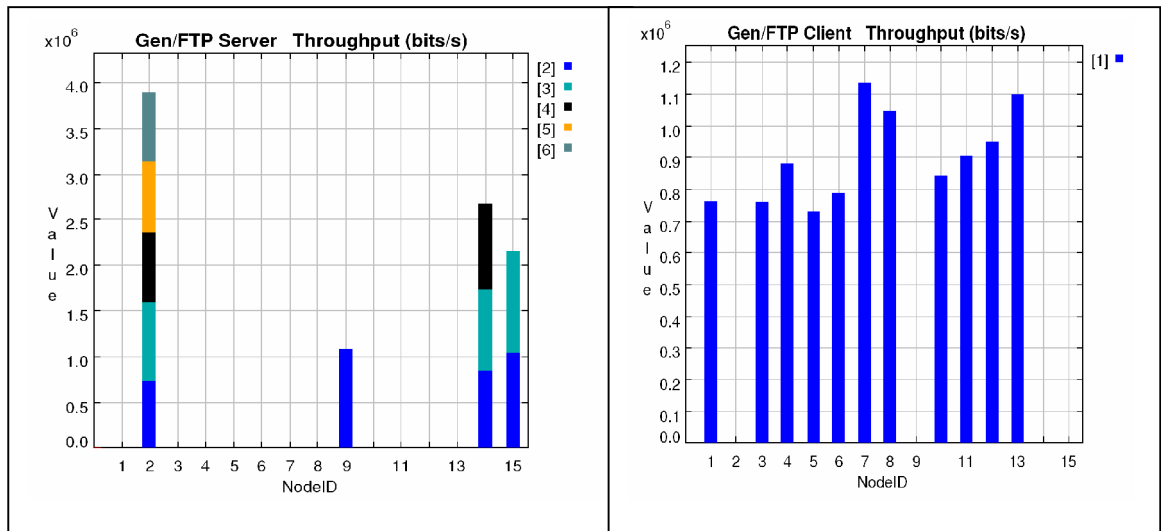 x10⁶
Gen/FTP Server Throughput (bits/s)
[2]
[3]
[4]
[5]
[6]
4.0
3.5
3.0
2.5
2.0
1.5
1.0
0.5
0.0
Value
1 2 3 4 5 6 7 8 9 11 13 15
NodeID
x10⁶
Gen/FTP Client Throughput (bits/s)
[1]
1.2
1.1
1.0
0.9
0.8
0.7
0.6
0.5
0.4
0.3
0.2
0.1
0.0
Value
1 2 3 4 5 6 7 8 9 11 13 15
NodeID